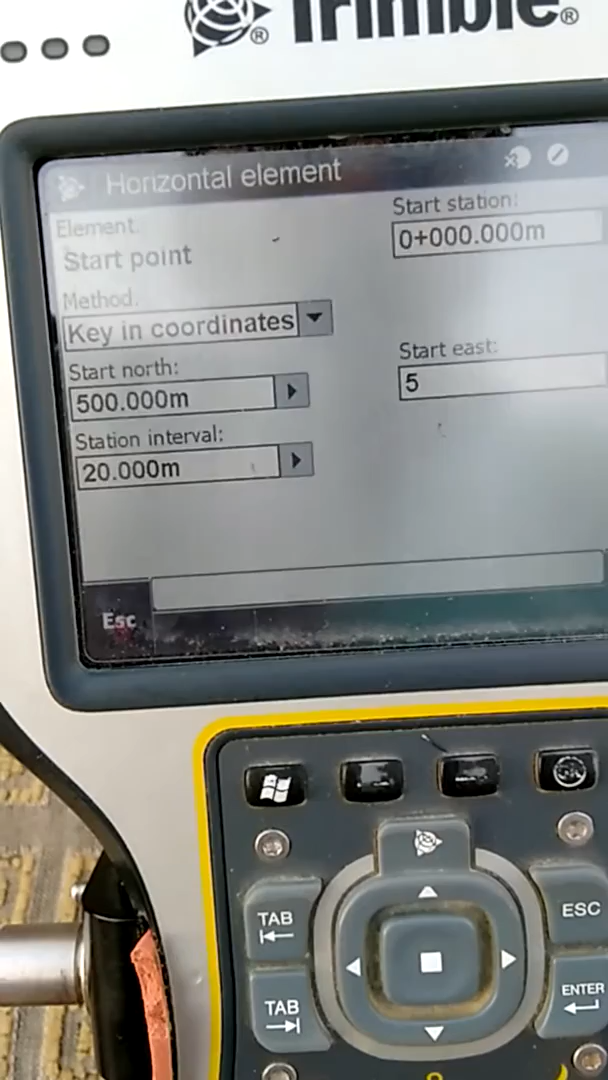 Trimble®
®
Horizontal element
Element:
Start station:
Start point
0+000.000m
Method:
Key in coordinates
Start north:
Start east:
500.000m
5
Station interval:
20.000m
Esc
TAB
ESC
TAB
ENTER